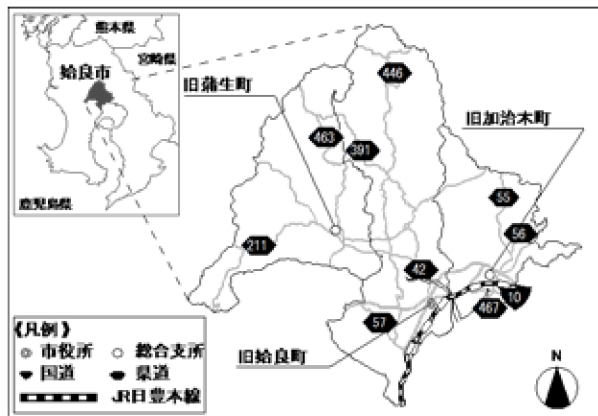 熊本県
宮崎県
姶良市
鹿児島県
旧蒲生町
446
旧加治木町
463
391
55
56
211
42
10
467
57
旧姶良町
《凡例》
市役所
総合支所
国道
県道
JR日豊本線
N